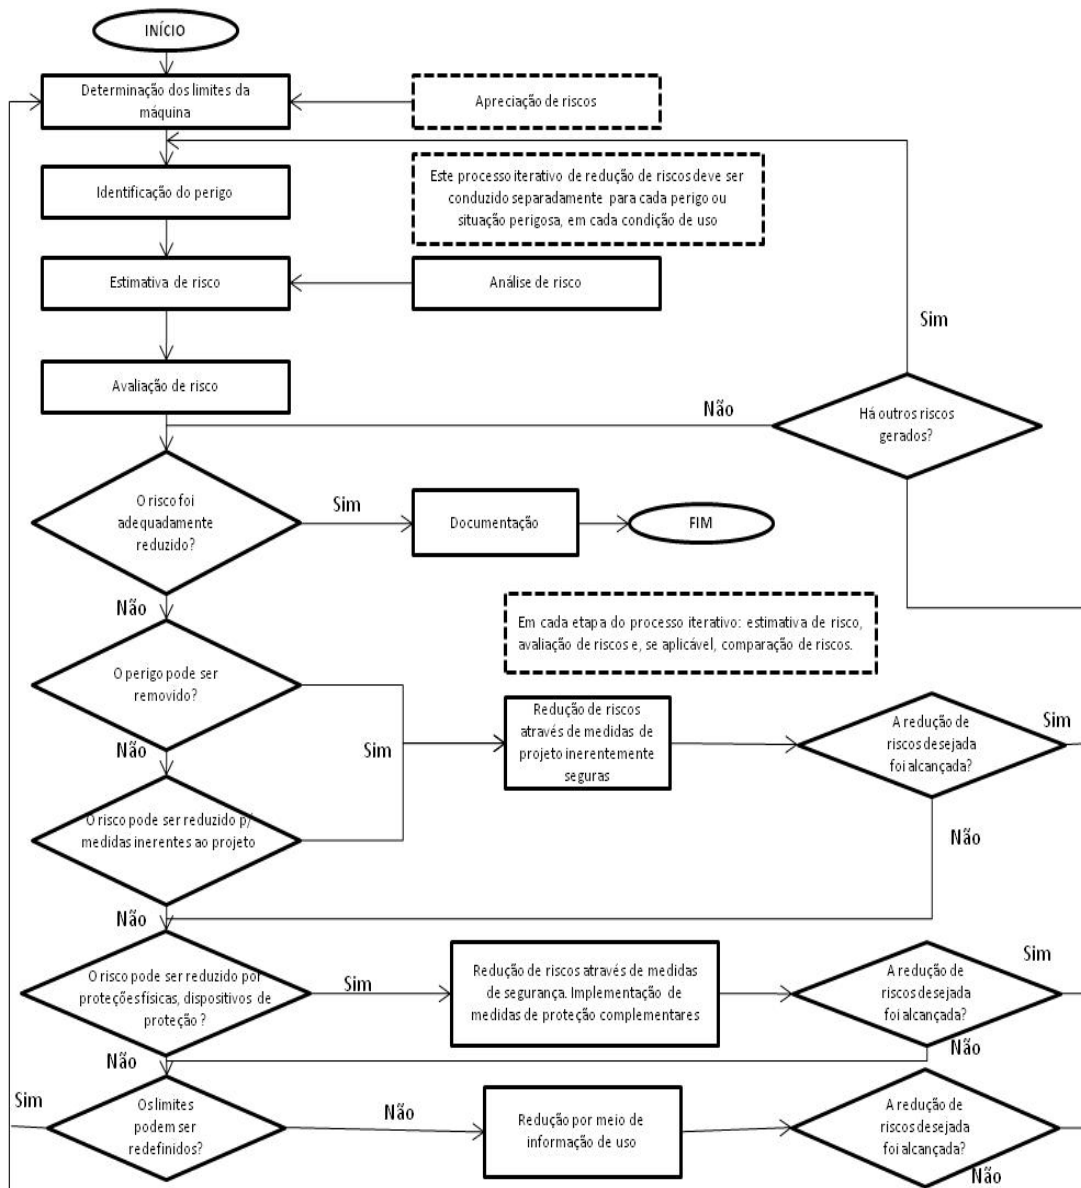 INÍCIO
Determinação dos limites da
máquina
Apreciação de riscos
Identificação do perigo
Este processo iterativo de redução de riscos deve ser
conduzido separadamente para cada perigo ou
situação perigosa, em cada condição de uso
Estimativa de risco
Análise de risco
Sim
Avaliação de risco
Não
Há outros riscos
gerados?
O risco foi
adequadamente
reduzido?
Sim
Documentação
FIM
Não
Em cada etapa do processo iterativo: estimativa de risco,
avaliação de riscos e, se aplicável, comparação de riscos.
O perigo pode ser
removido?
Sim
Redução de riscos
através de medidas de
projeto inerentemente
seguras
A redução de
riscos desejada
foi alcançada?
Sim
Não
O risco pode ser reduzido p/
medidas inerentes ao projeto
Sim
Não
Não
O risco pode ser reduzido por
proteções físicas, dispositivos de
proteção ?
Sim
Redução de riscos através de medidas
de segurança. Implementação de
medidas de proteção complementares
A redução de
riscos desejada
foi alcançada?
Sim
Não
Não
Sim
Os limites
podem ser
redefinidos?
Não
Redução por meio de
informação de uso
A redução de
riscos desejada
foi alcançada?
Não